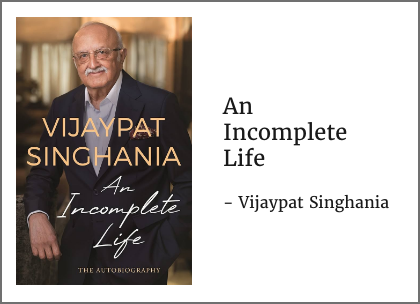 VIJAYPAT
SINGHANIA
An
Incomplete
Life
THE AUTOBIOGRAPHY
An
Incomplete
Life
– Vijaypat Singhania